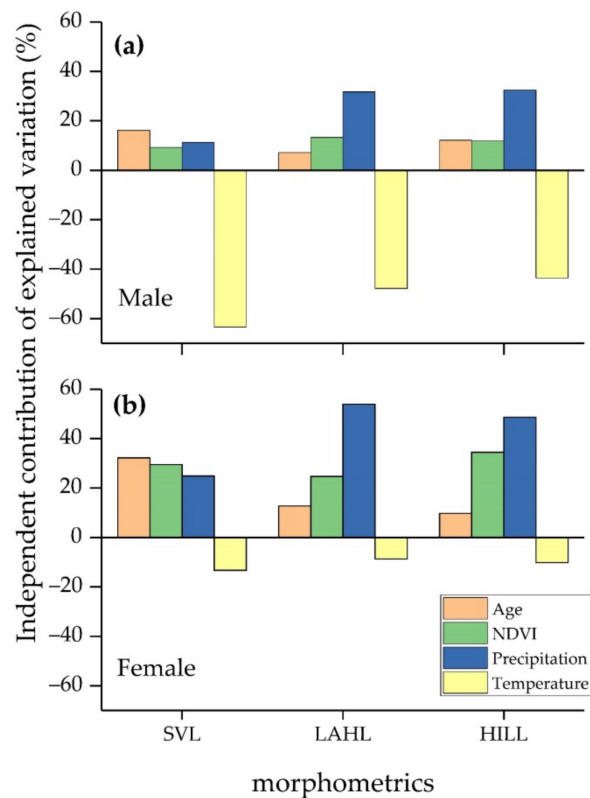 Independent contribution of explained variation (%)
60
(a)
40
20
0
−20
−40
Male
−60
60
(b)
40
20
0
−20
Age
NDVI
−40
Precipitation
Female
Temperature
−60
SVL LAHL HILL
morphometrics